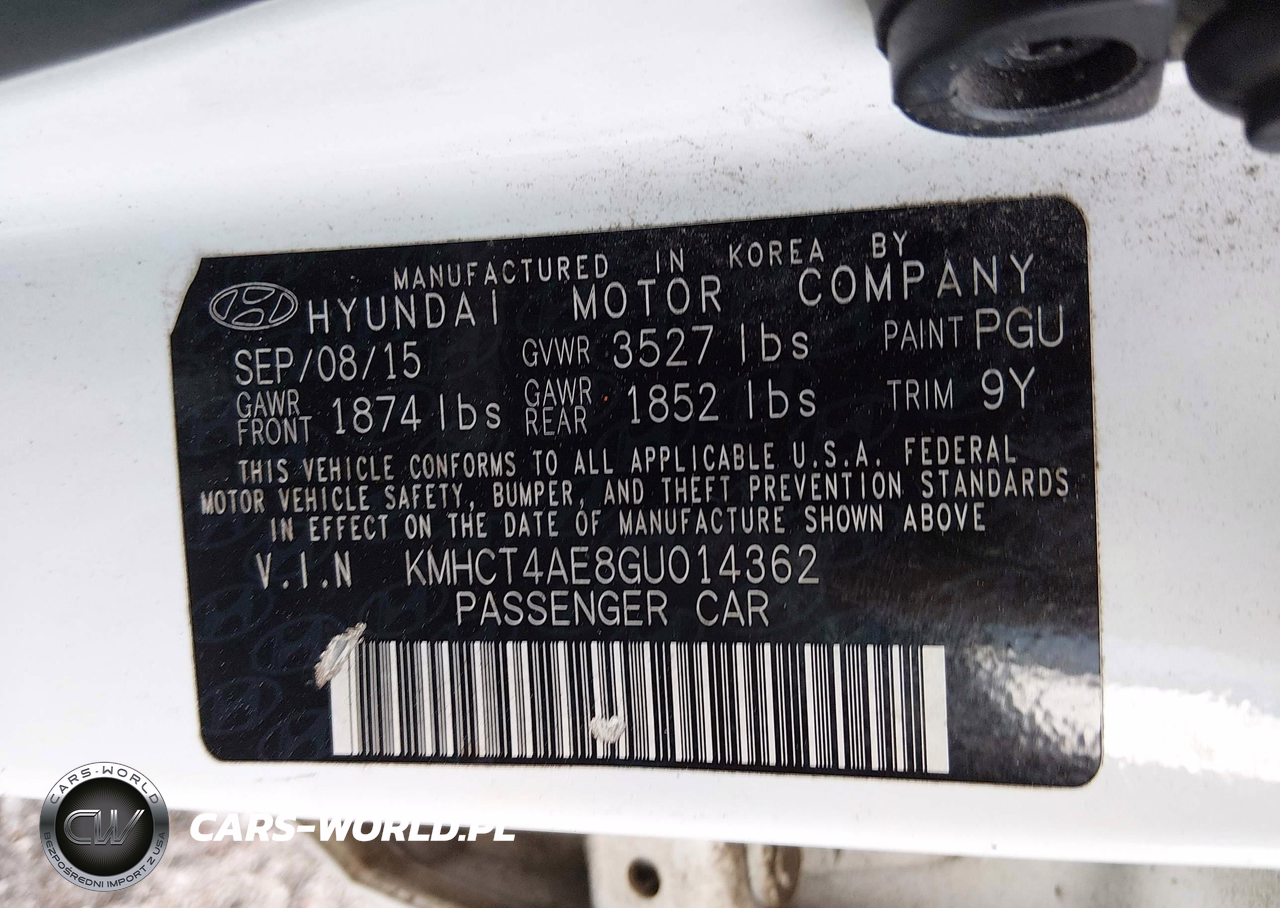 MANUFACTURED IN KOREA BY
HYUNDAI MOTOR COMPANY
SEP/08/15 GVWR 3527 lbs PAINT PGU
GAWR FRONT 1874 lbs GAWR REAR 1852 lbs TRIM 9Y
THIS VEHICLE CONFORMS TO ALL APPLICABLE U.S.A. FEDERAL
MOTOR VEHICLE SAFETY, BUMPER, AND THEFT PREVENTION STANDARDS
IN EFFECT ON THE DATE OF MANUFACTURE SHOWN ABOVE
V.I.N KMHCT4AE8GU014362
PASSENGER CAR
CARS-WORLD
CW
BEZPOŚREDNI IMPORT Z USA
CARS-WORLD.PL